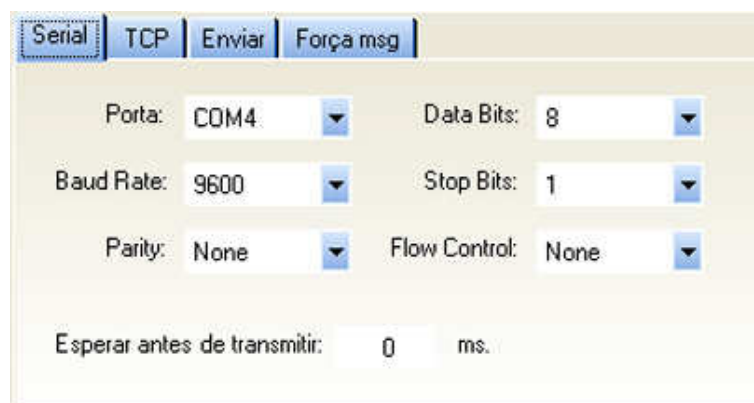 Serial TCP Enviar Força msg
Porta: COM4 Data Bits: 8
Baud Rate: 9600 Stop Bits: 1
Parity: None Flow Control: None
Esperar antes de transmitir: 0 ms.